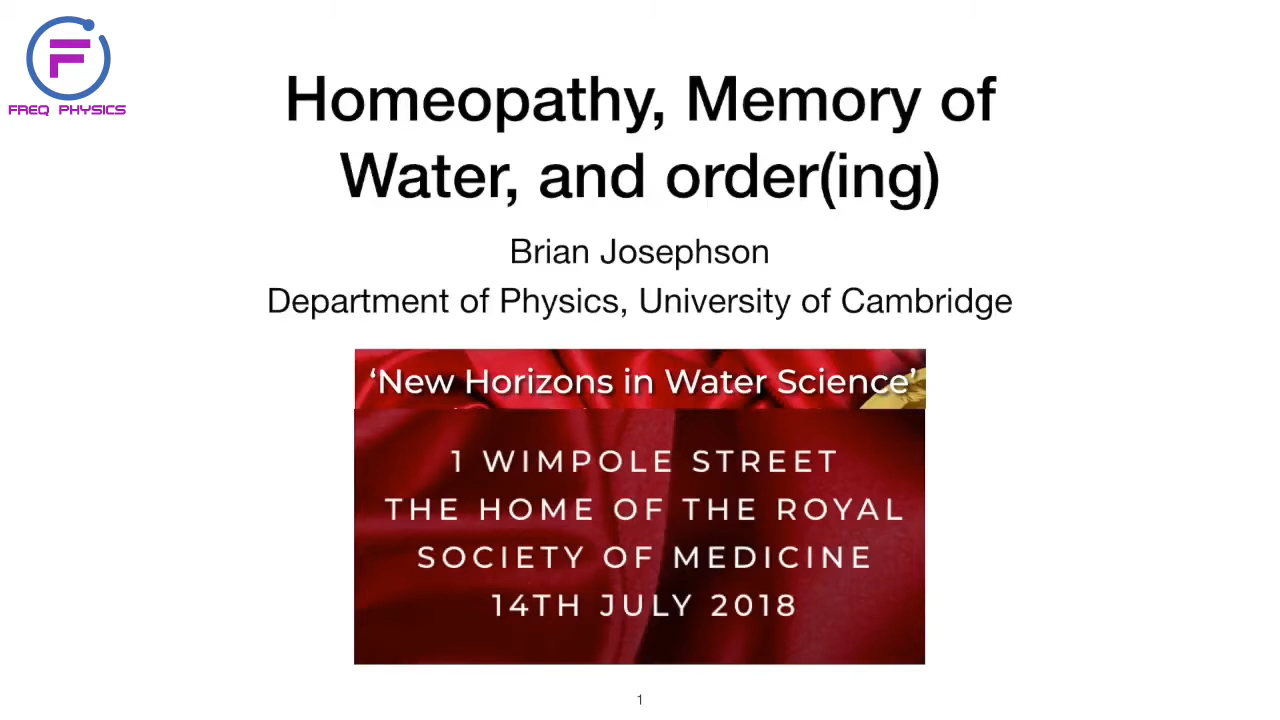 F
FREQ PHYSICS
Homeopathy, Memory of
Water, and order(ing)
Brian Josephson
Department of Physics, University of Cambridge
‘New Horizons in Water Science’
1 WIMPOLE STREET
THE HOME OF THE ROYAL
SOCIETY OF MEDICINE
14TH JULY 2018
1